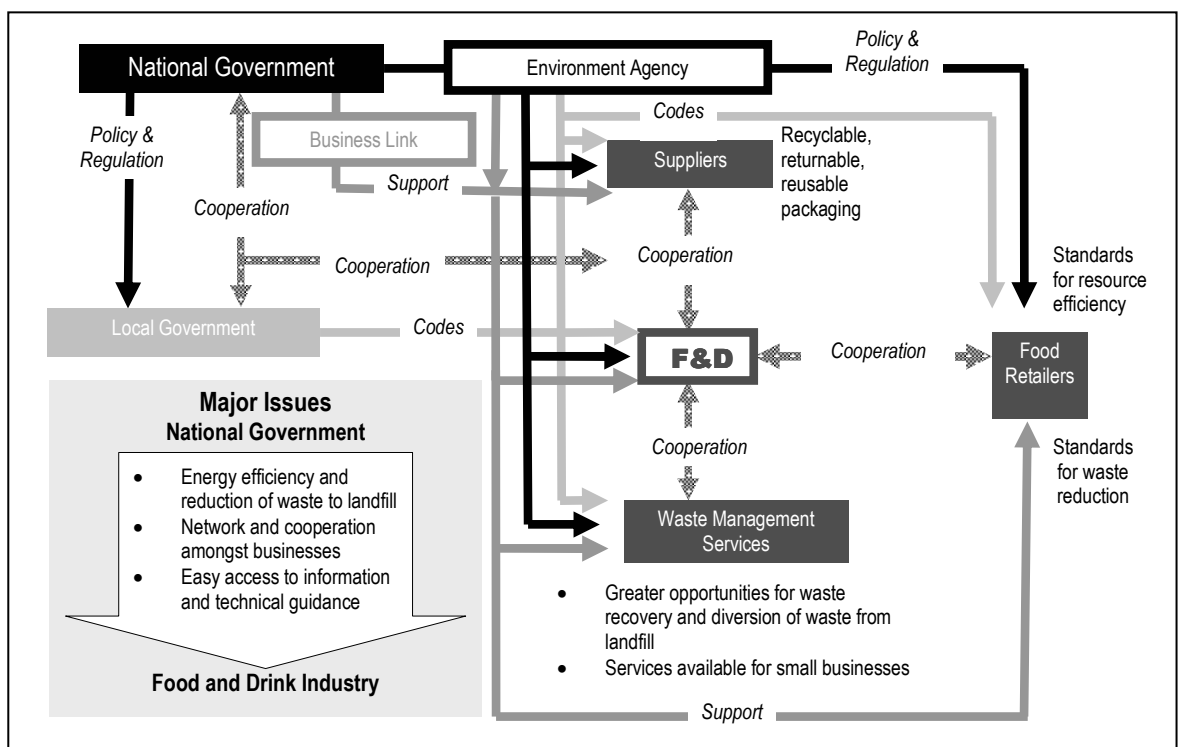 National Government
Environment Agency
Policy &
Regulation
Policy &
Regulation
Business Link
Codes
Suppliers
Recyclable,
returnable,
reusable
packaging
Support
Cooperation
Cooperation
Cooperation
Standards
for resource
efficiency
Local Government
Codes
F&D
Cooperation
Food
Retailers
Major Issues
National Government
• Energy efficiency and
reduction of waste to landfill
• Network and cooperation
amongst businesses
• Easy access to information
and technical guidance
Food and Drink Industry
Cooperation
Standards
for waste
reduction
Waste Management
Services
• Greater opportunities for waste
recovery and diversion of waste from
landfill
• Services available for small businesses
Support